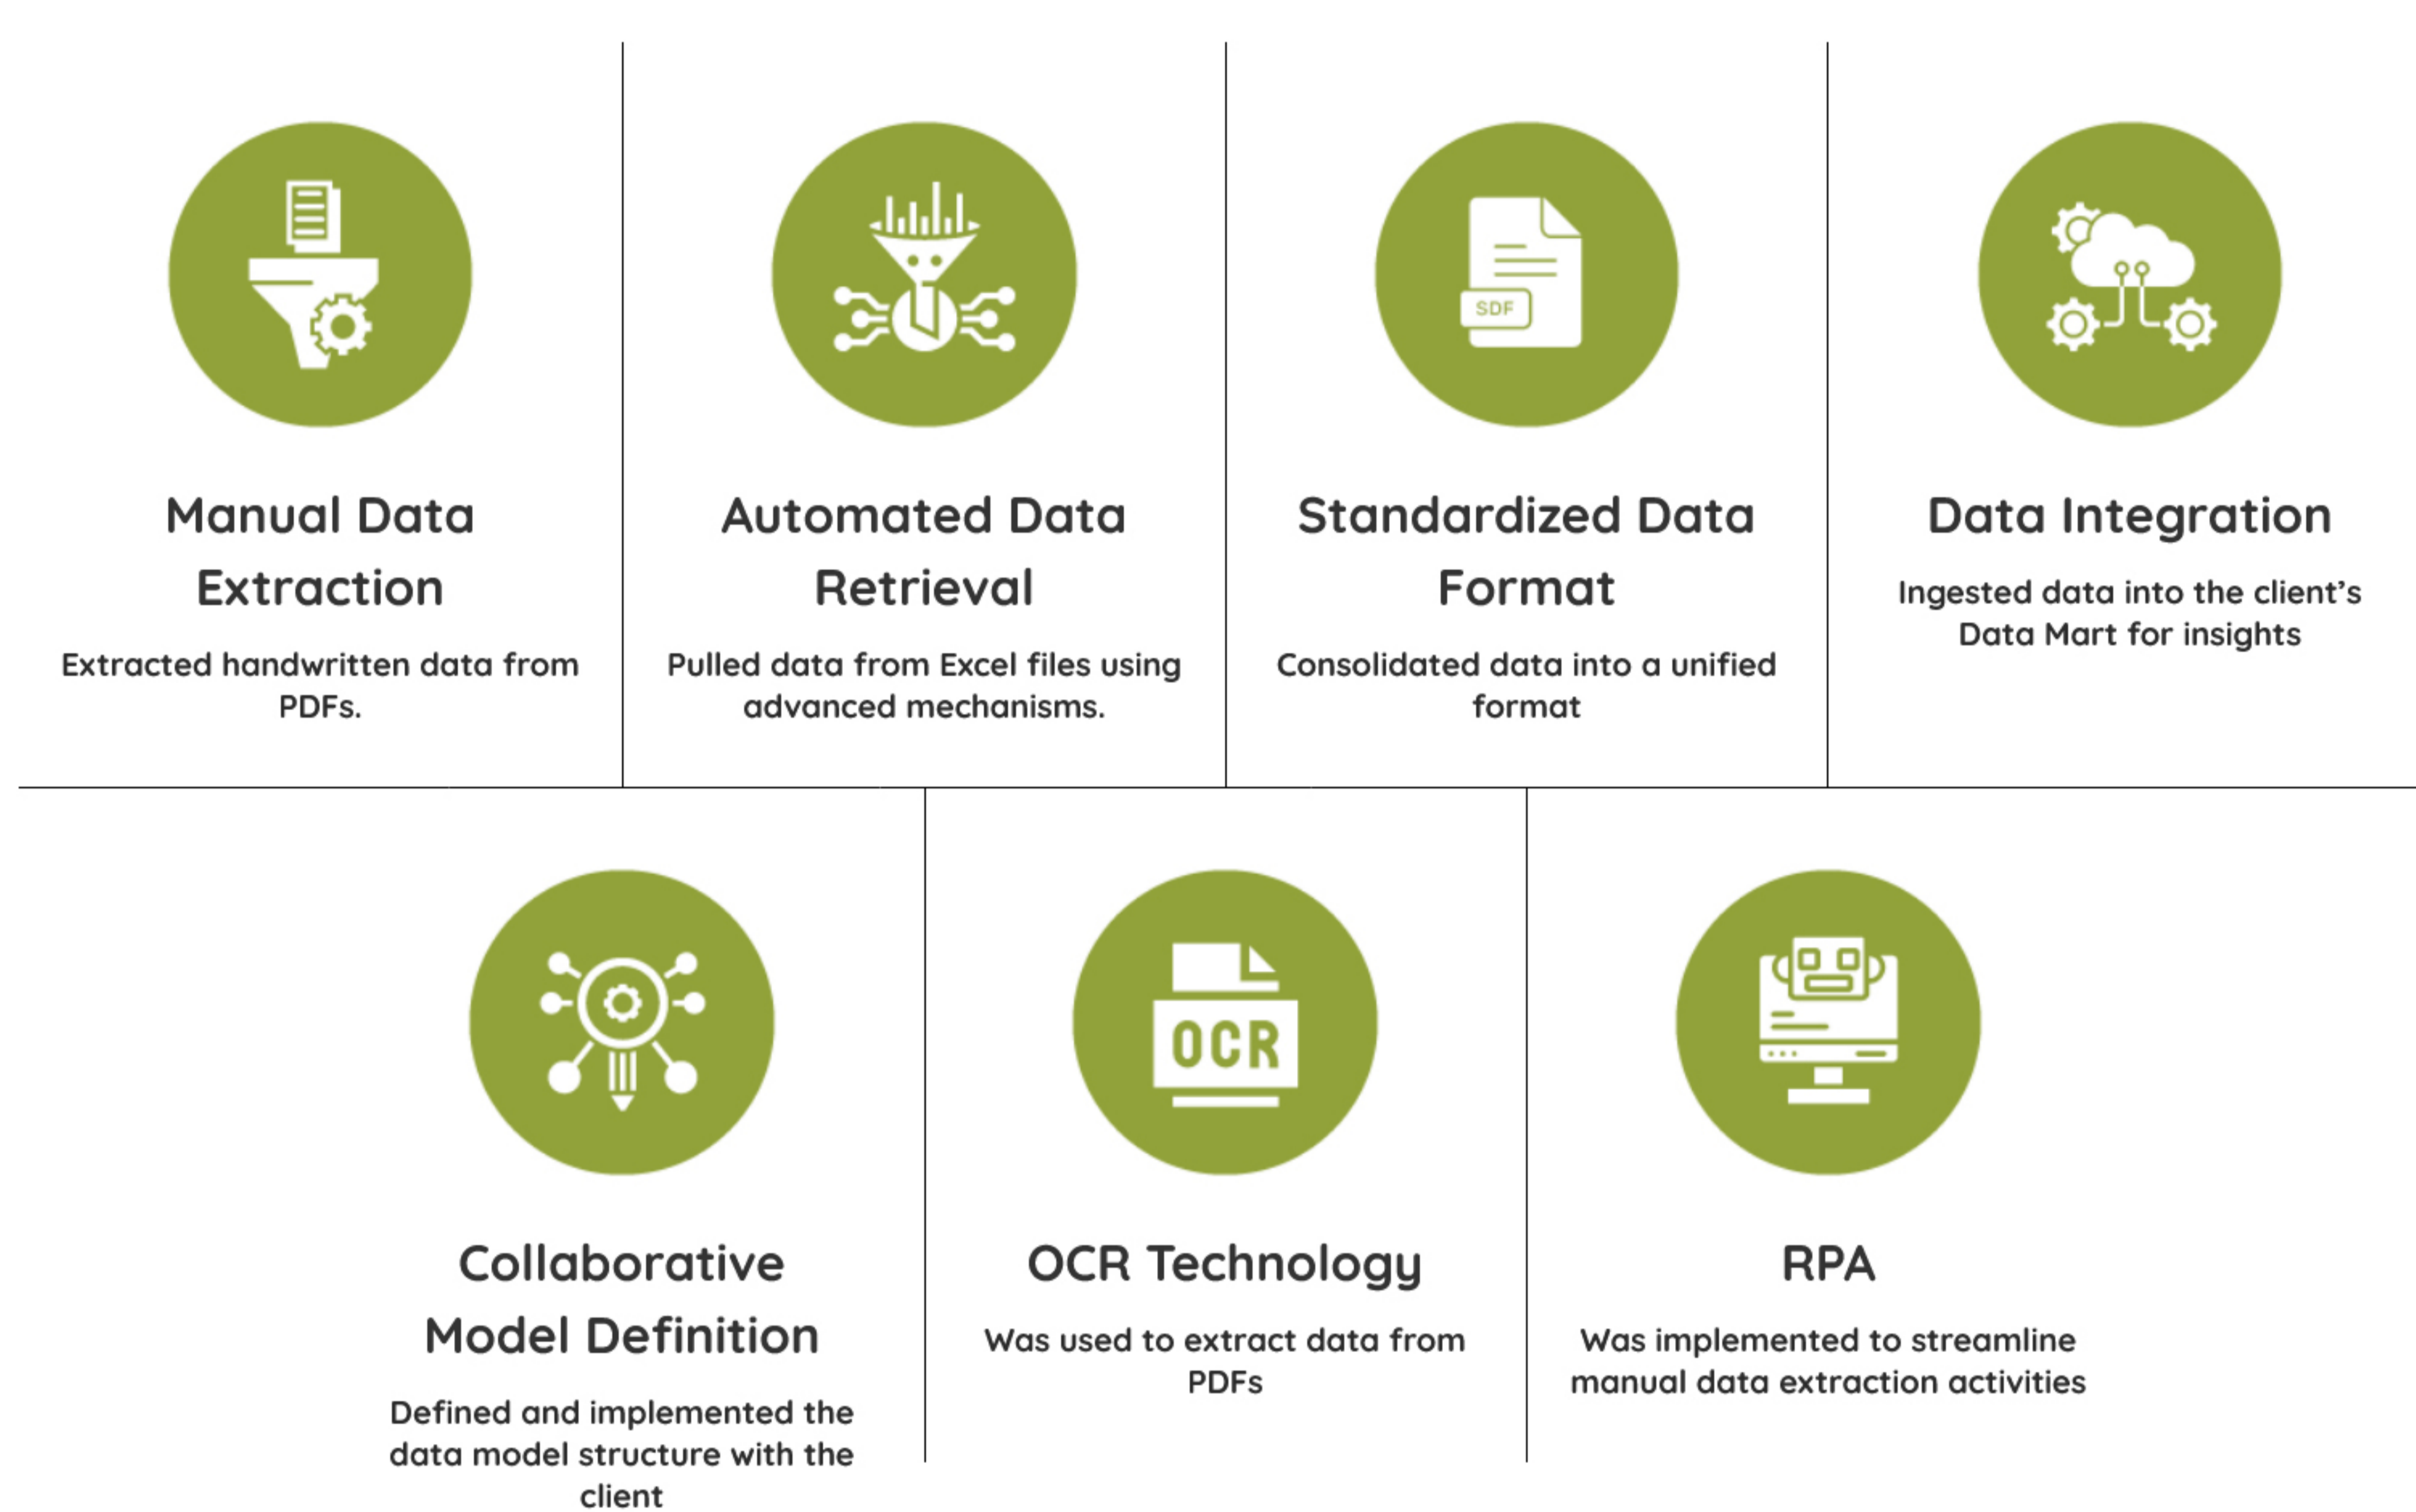 SDF
Manual Data
Extraction
Extracted handwritten data from
PDFs.
Automated Data
Retrieval
Pulled data from Excel files using
advanced mechanisms.
Standardized Data
Format
Consolidated data into a unified
format
Data Integration
Ingested data into the client’s
Data Mart for insights
OCR
Collaborative
Model Definition
Defined and implemented the
data model structure with the
client
OCR Technology
Was used to extract data from
PDFs
RPA
Was implemented to streamline
manual data extraction activities